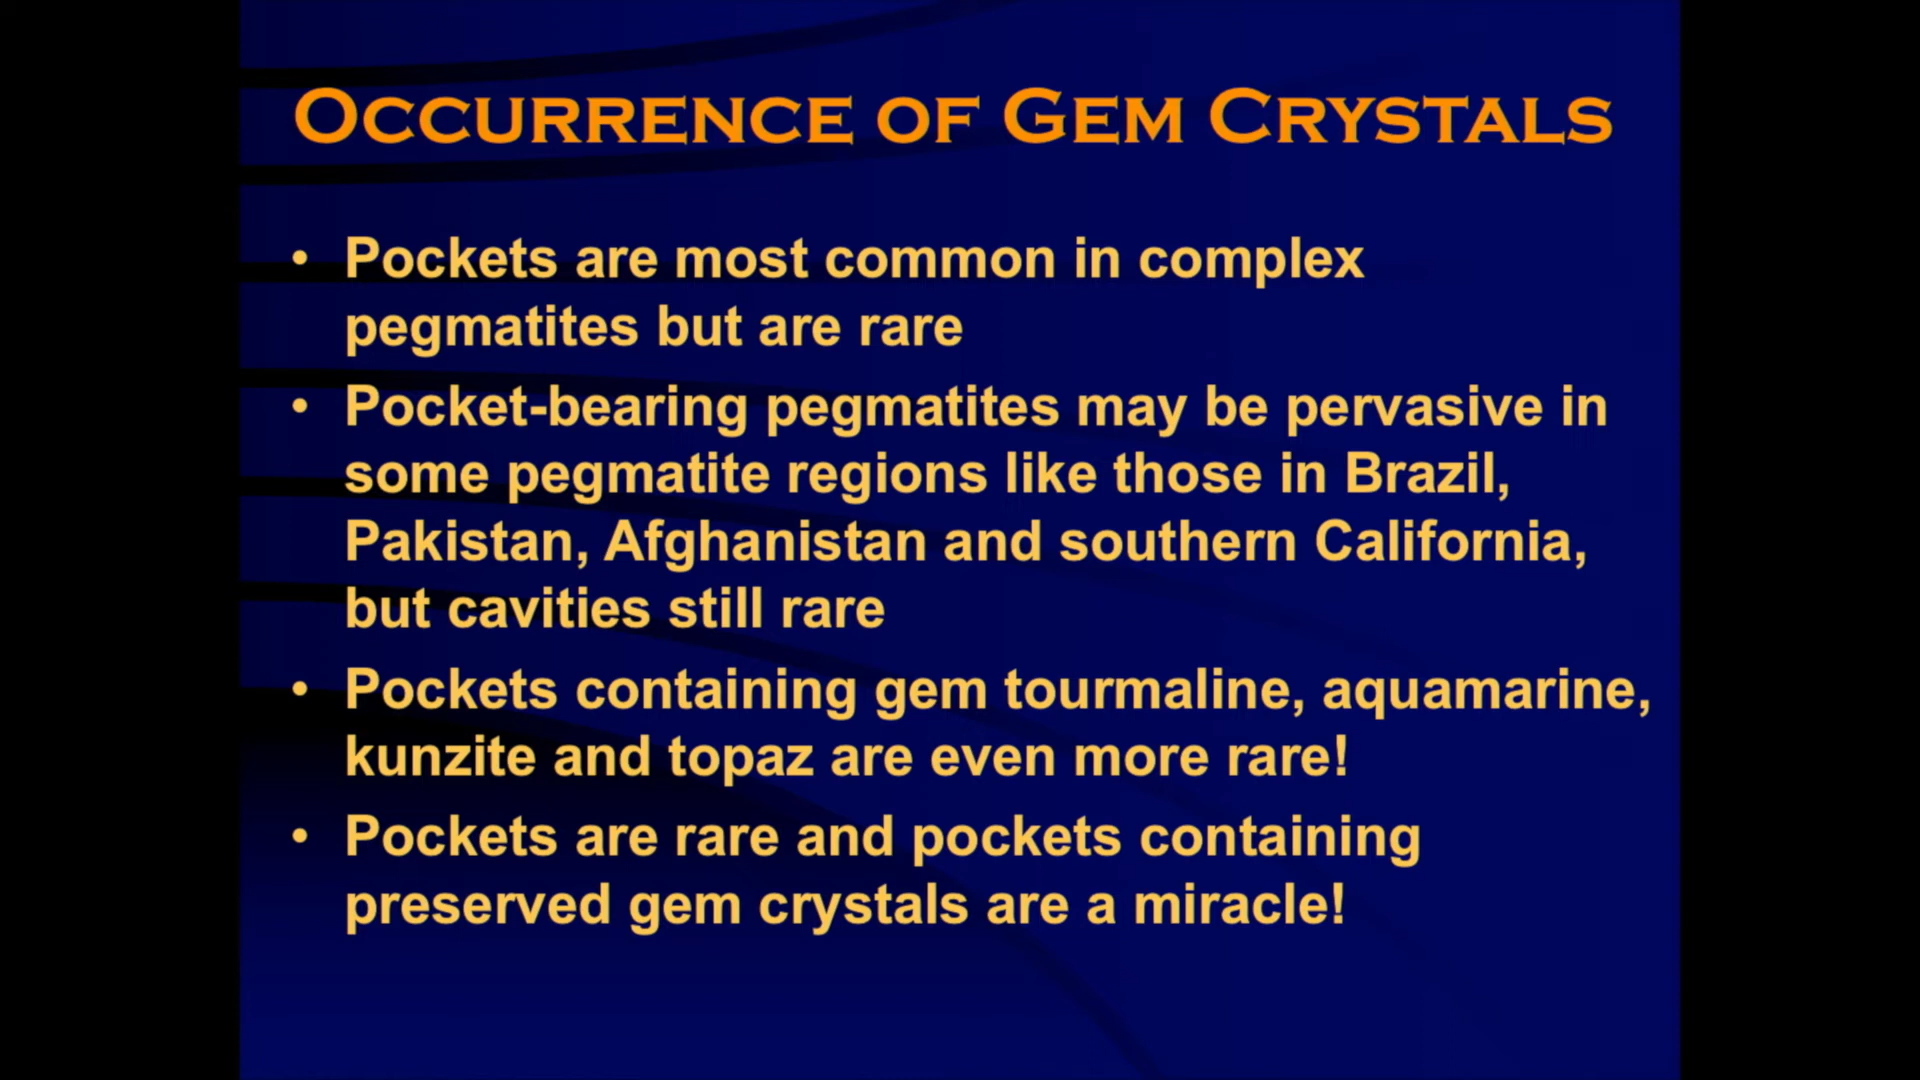 OCCURRENCE OF GEM CRYSTALS
• Pockets are most common in complex
pegmatites but are rare
• Pocket-bearing pegmatites may be pervasive in
some pegmatite regions like those in Brazil,
Pakistan, Afghanistan and southern California,
but cavities still rare
• Pockets containing gem tourmaline, aquamarine,
kunzite and topaz are even more rare!
• Pockets are rare and pockets containing
preserved gem crystals are a miracle!